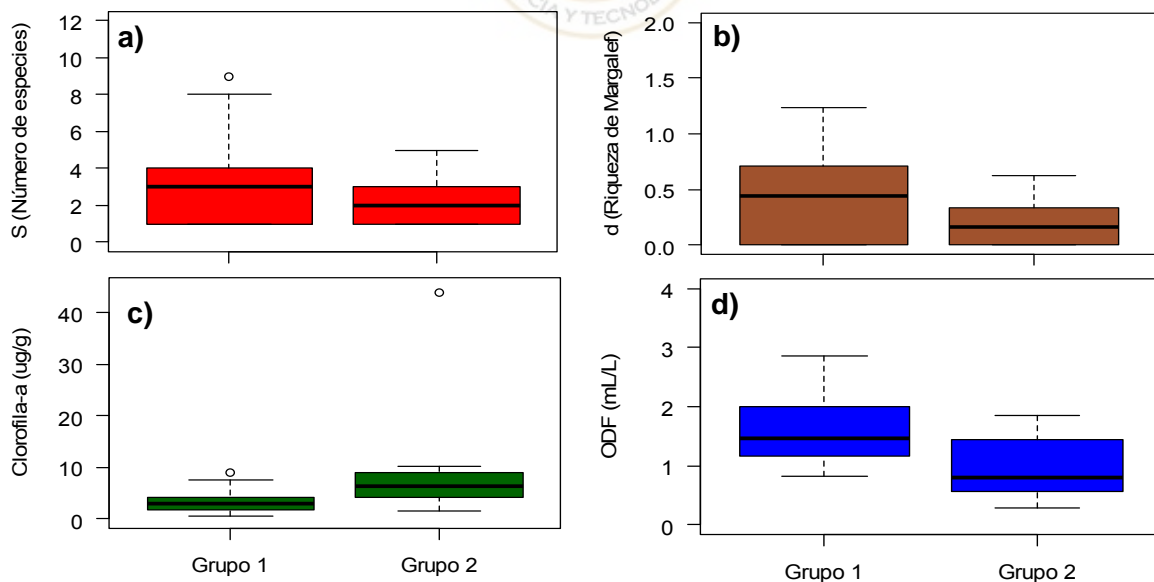 CIA Y TECNOL
a)
S (Número de especies)
12
10
8
6
4
2
0
b)
d (Riqueza de Margalef)
2.0
1.5
1.0
0.5
0.0
c)
Clorofila-a (ug/g)
40
30
20
10
0
Grupo 1
Grupo 2
d)
ODF (mL/L)
4
3
2
1
0
Grupo 1
Grupo 2